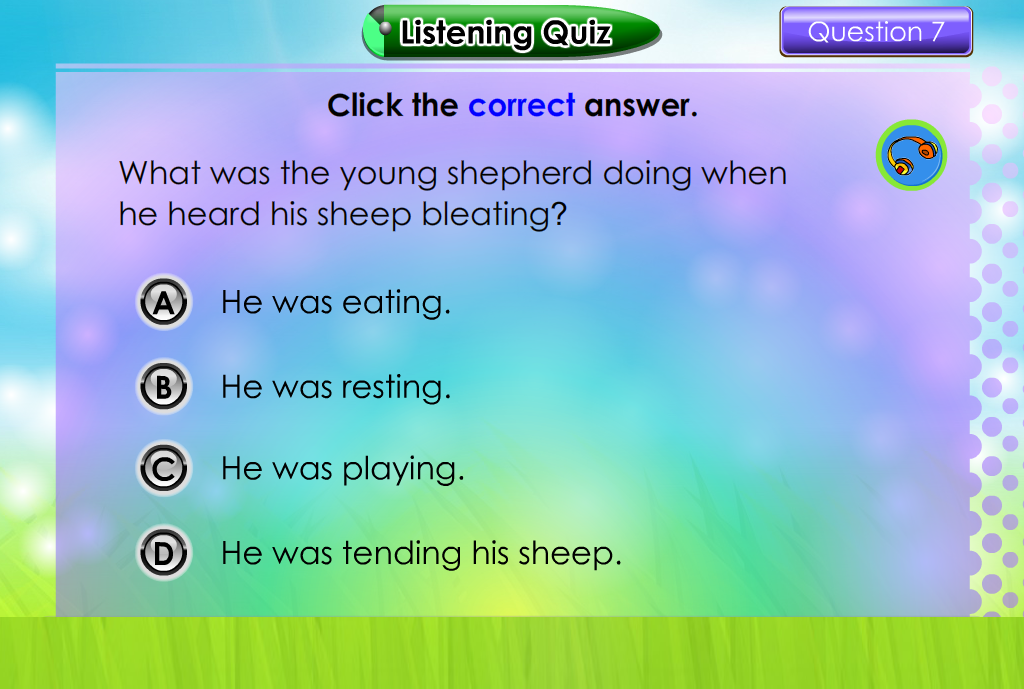 Listening Quiz
Question 7
Click the correct answer.
What was the young shepherd doing when
he heard his sheep bleating?
A He was eating.
B He was resting.
C He was playing.
D He was tending his sheep.